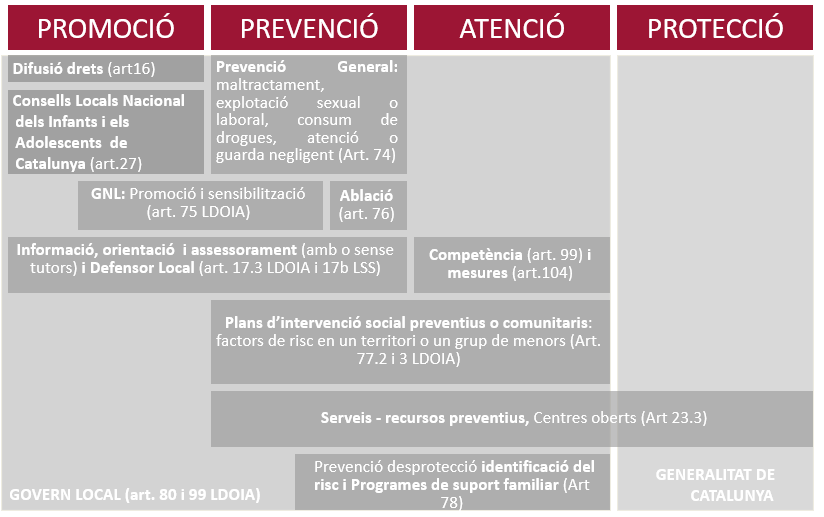 PROMOCIÓ
PREVENCIÓ
ATENCIÓ
PROTECCIÓ
Difusió drets (art16)
Consells Locals Nacional
dels Infants i els
Adolescents de
Catalunya (art.27)
Prevenció General:
maltractament,
explotació sexual o
laboral, consum de
drogues, atenció o
guarda negligent (Art. 74)
GNL: Promoció i sensibilització
(art. 75 LDOIA)
Ablació
(art. 76)
Informació, orientació i assessorament (amb o sense
tutors) i Defensor Local (art. 17.3 LDOIA i 17b LSS)
Competència (art. 99) i
mesures (art.104)
Plans d’intervenció social preventius o comunitaris:
factors de risc en un territori o un grup de menors (Art.
77.2 i 3 LDOIA)
Serveis - recursos preventius, Centres oberts (Art 23.3)
Prevenció desprotecció identificació del
risc i Programes de suport familiar (Art
78)
GOVERN LOCAL (art. 80 i 99 LDOIA)
GENERALITAT DE
CATALUNYA